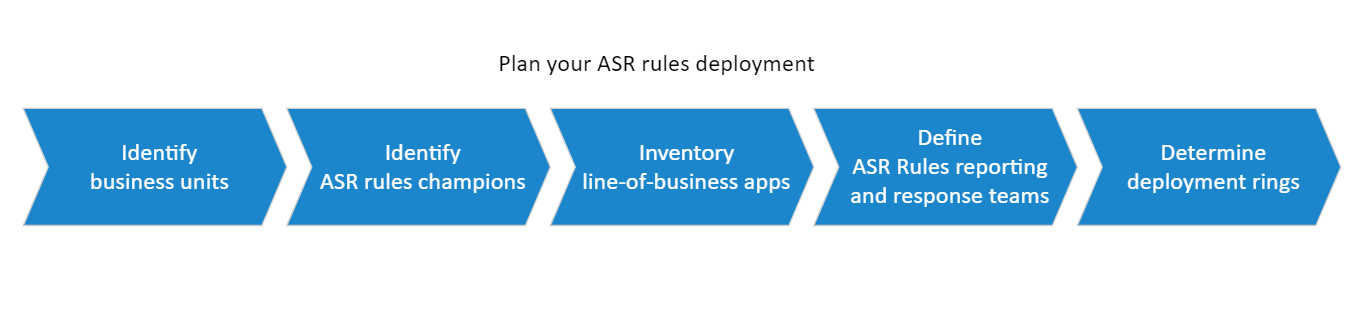 Plan your ASR rules deployment
Identify
business units
Identify
ASR rules champions
Inventory
line-of-business apps
Define
ASR Rules reporting
and response teams
Determine
deployment rings